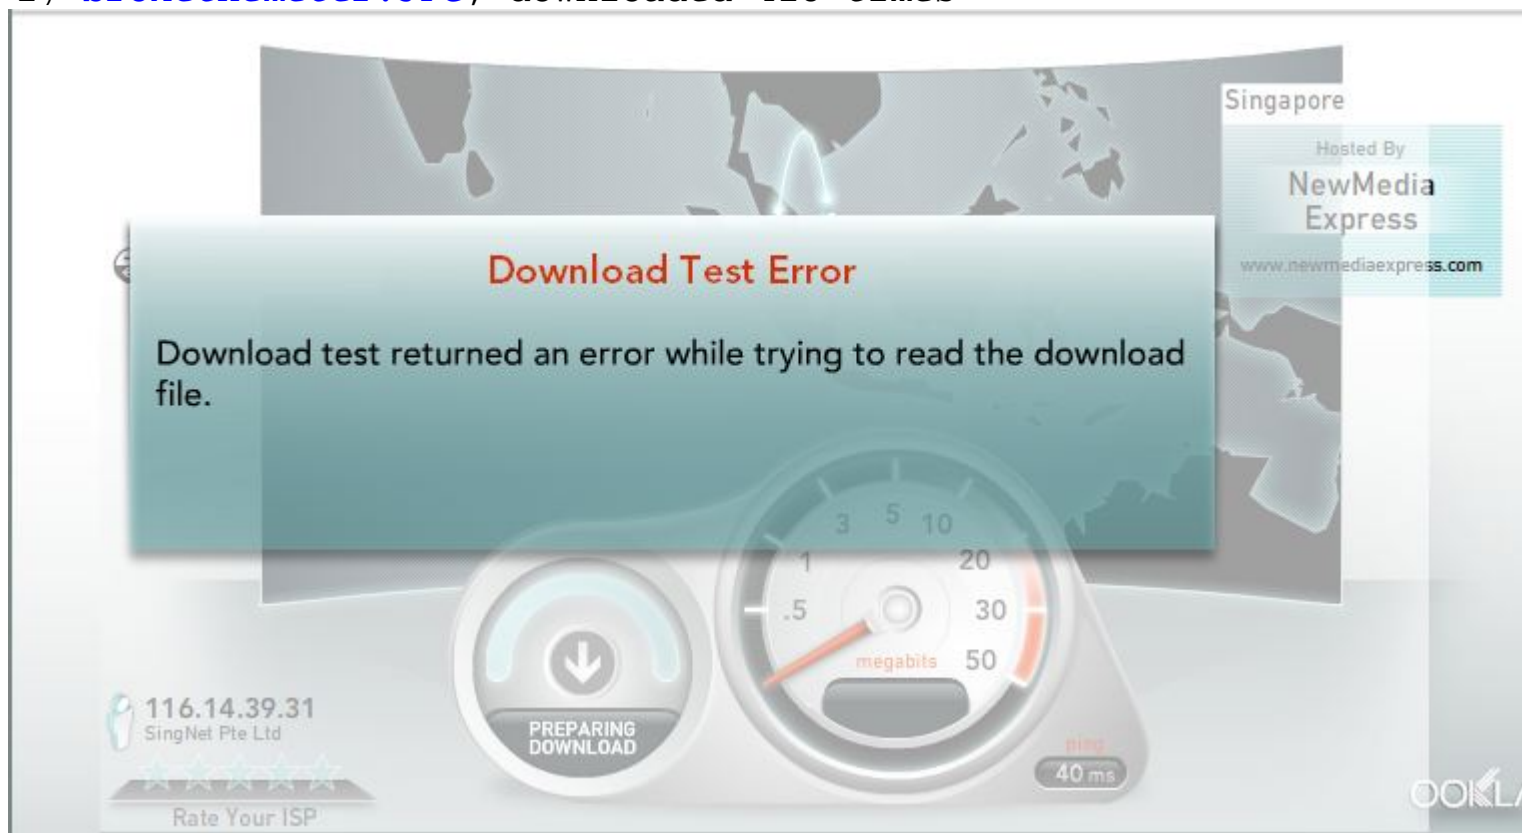 Singapore
Hosted By
NewMedia
Express
www.newmediaexpress.com
Download Test Error
Download test returned an error while trying to read the download
file.
3 5 10
1 20
.5 30
megabits 50
116.14.39.31
SingNet Pte Ltd
PREPARING
DOWNLOAD
ping
40 ms
Rate Your ISP
OOKLA